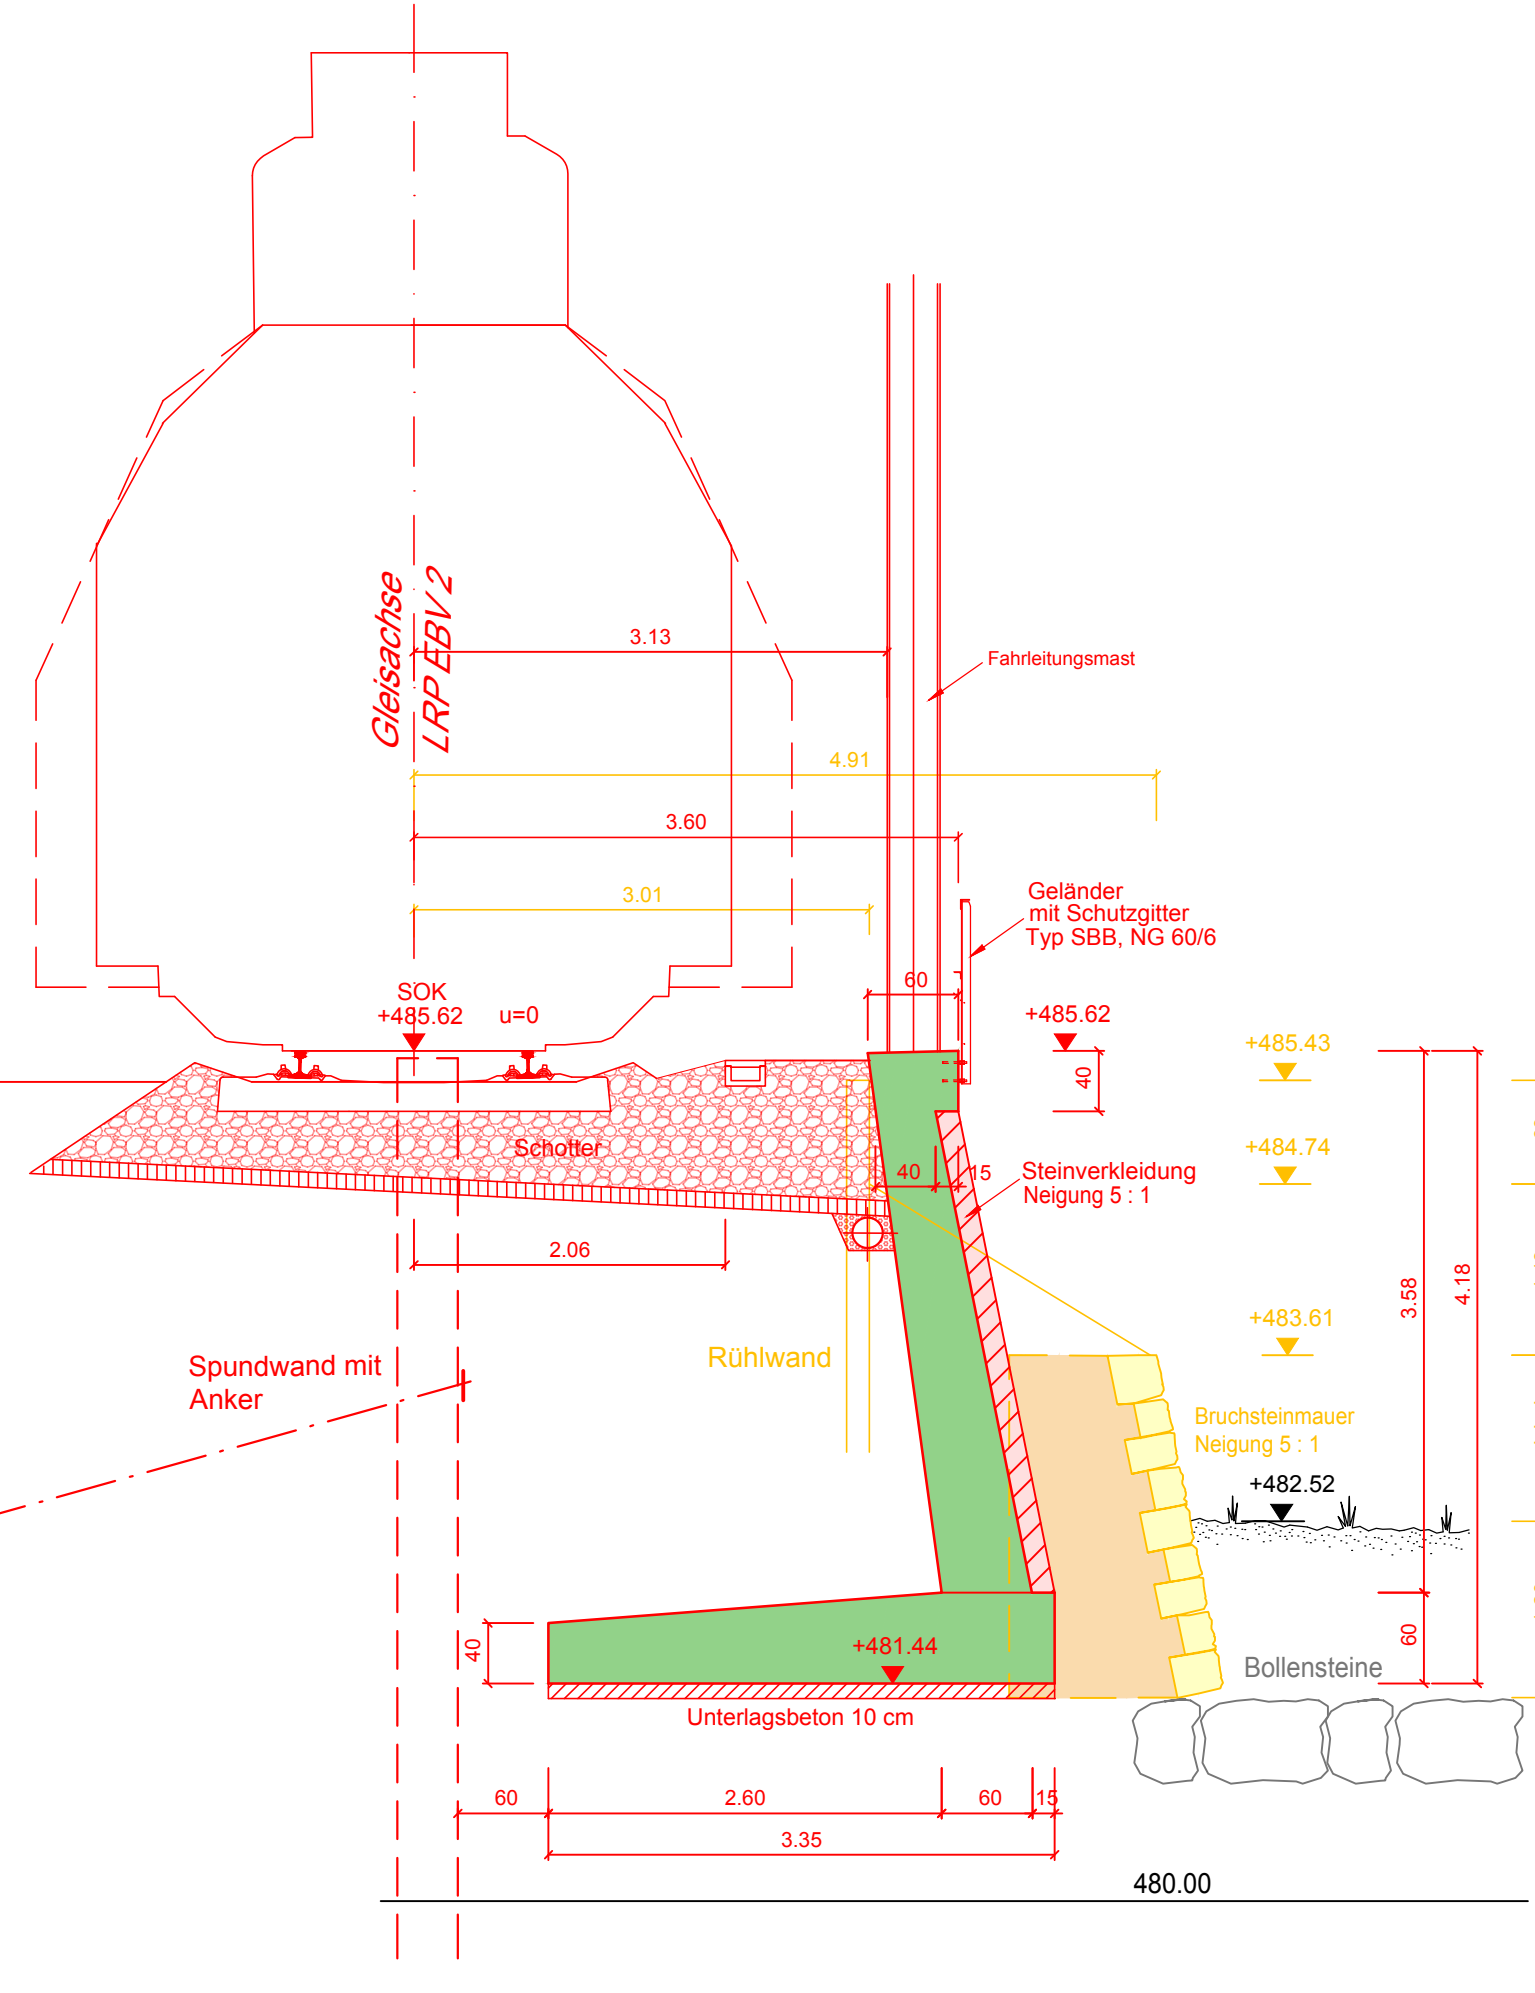 Gleisachse
LRP EBV 2
3.13
Fahrleitungsmast
4.91
3.60
3.01
Geländer
mit Schutzgitter
Typ SBB, NG 60/6
60
SOK
+485.62
u=0
+485.62
+485.43
40
Schotter
+484.74
40
15
Steinverkleidung
Neigung 5 : 1
2.06
3.58
4.18
+483.61
Rühlwand
Spundwand mit
Anker
Bruchsteinmauer
Neigung 5 : 1
+482.52
40
+481.44
60
Bollensteine
Unterlagsbeton 10 cm
60
2.60
60
15
3.35
480.00